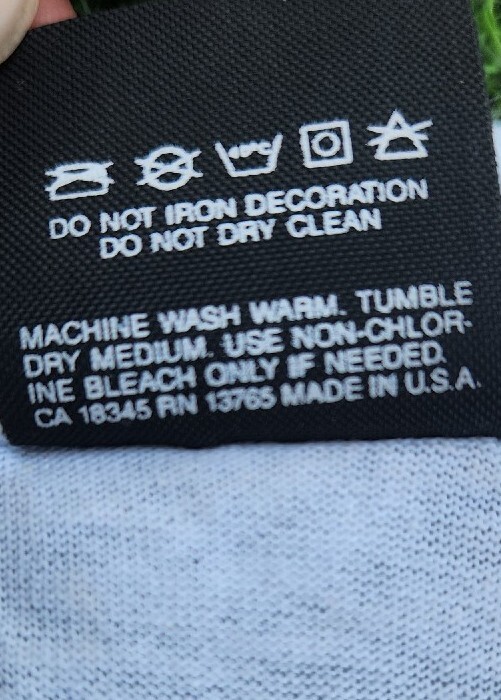 40°C
DO NOT IRON DECORATION
DO NOT DRY CLEAN
MACHINE WASH WARM. TUMBLE
DRY MEDIUM. USE NON-CHLOR-
INE BLEACH ONLY IF NEEDED.
CA 18345 RN 13765 MADE IN U.S.A.